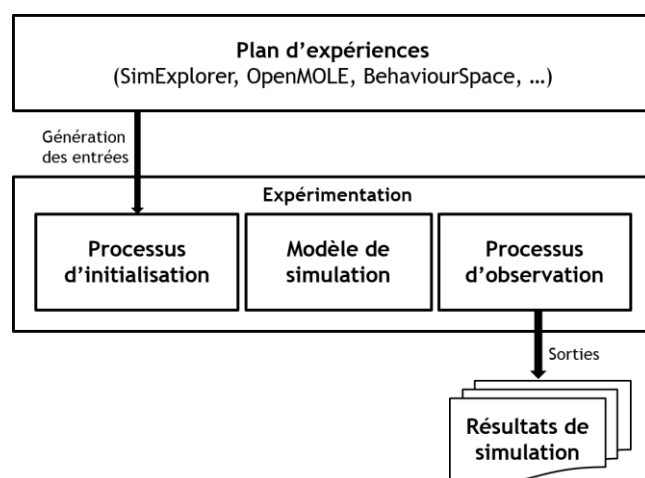 Plan d’expériences
(SimExplorer, OpenMOLE, BehaviourSpace, …)
Génération
des entrées
Expérimentation
Processus
d’initialisation
Modèle de
simulation
Processus
d’observation
Sorties
Résultats de
simulation